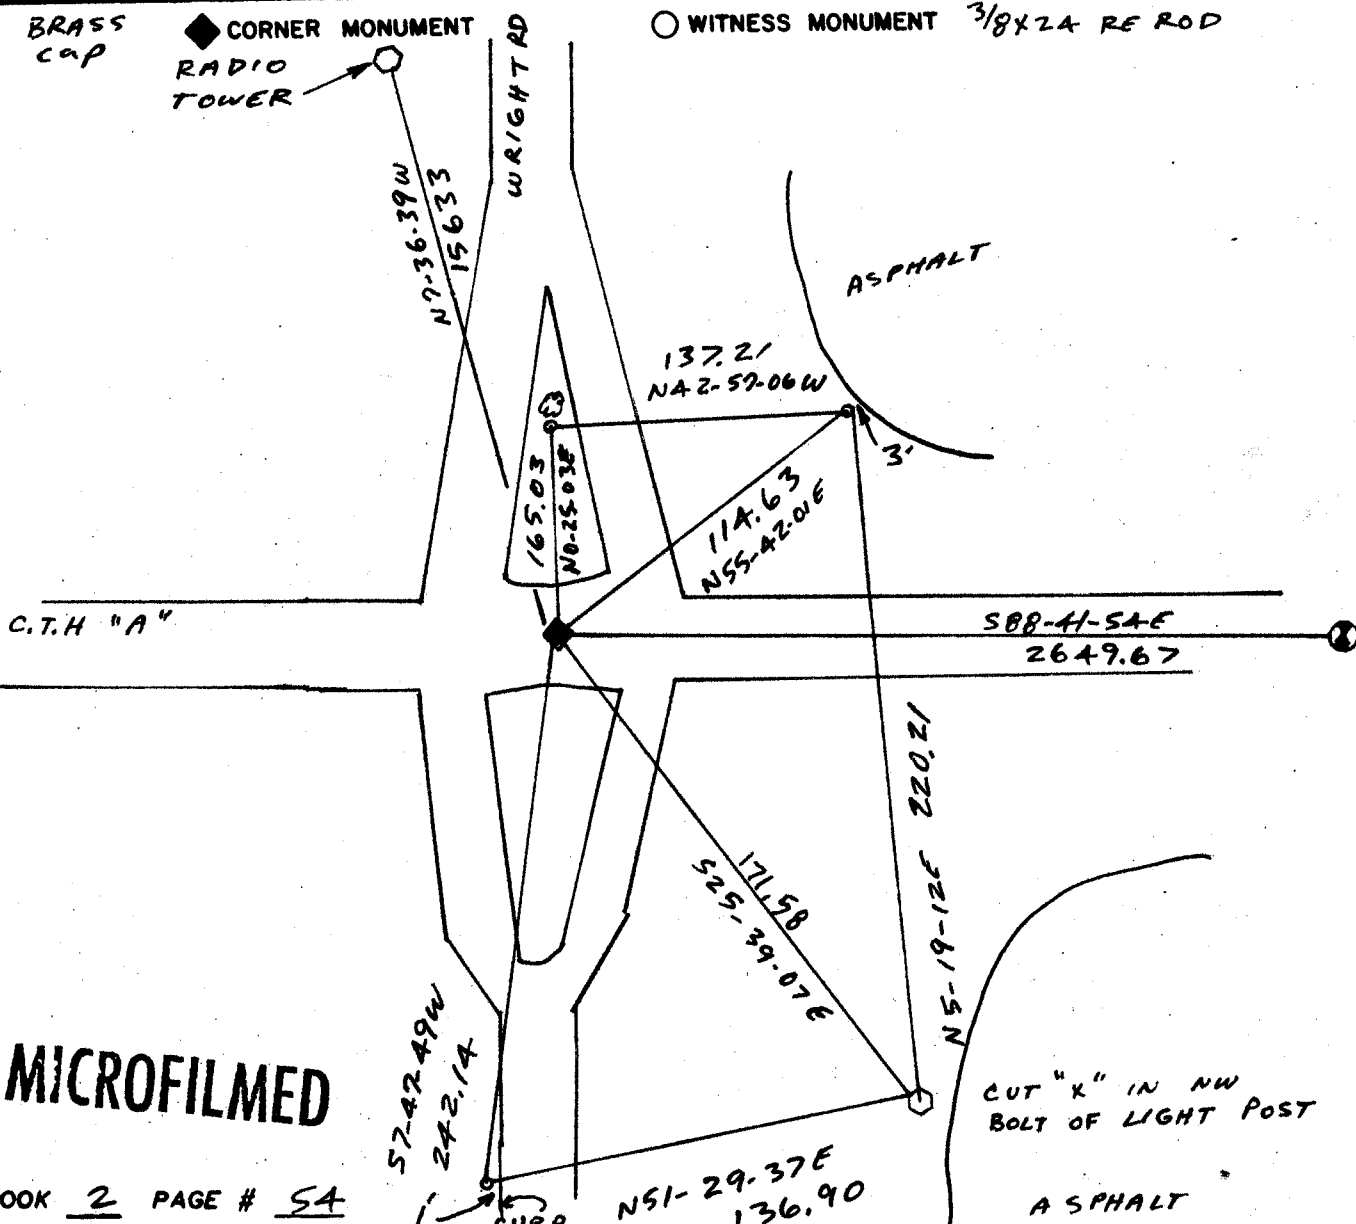 BRASS
CAP
CORNER MONUMENT
WITNESS MONUMENT 3/8X24 RE ROD
RADIO
TOWER
WRIGHT RD
N7-36-39W
15633
ASPHALT
137.21
N42-57-06W
3'
165.03
N0-25-03E
114.63
N55-42-01E
C.T.H "A"
S88-41-54E
2649.67
N5-19-12E 220.21
171.58
S25-39-07E
S7-42-49W
242.14
MICROFILMED
CUT "X" IN NW
BOLT OF LIGHT POST
N51-29-37E
136.90
OOK 2 PAGE # 54
CURB
ASPHALT